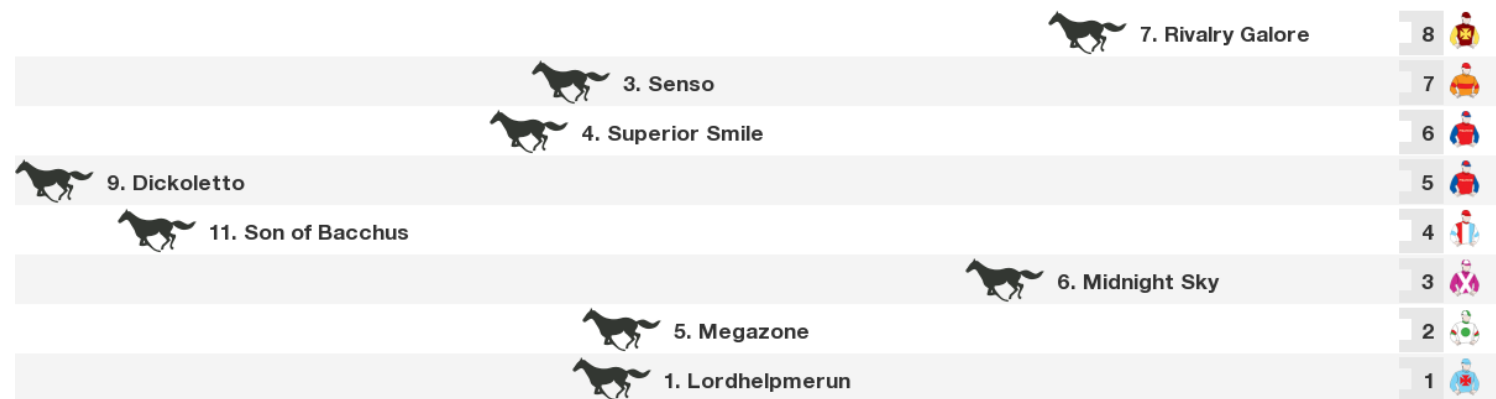 7. Rivalry Galore 8
3. Senso 7
4. Superior Smile 6
9. Dickoletto 5
11. Son of Bacchus 4
6. Midnight Sky 3
5. Megazone 2
1. Lordhelpmerun 1